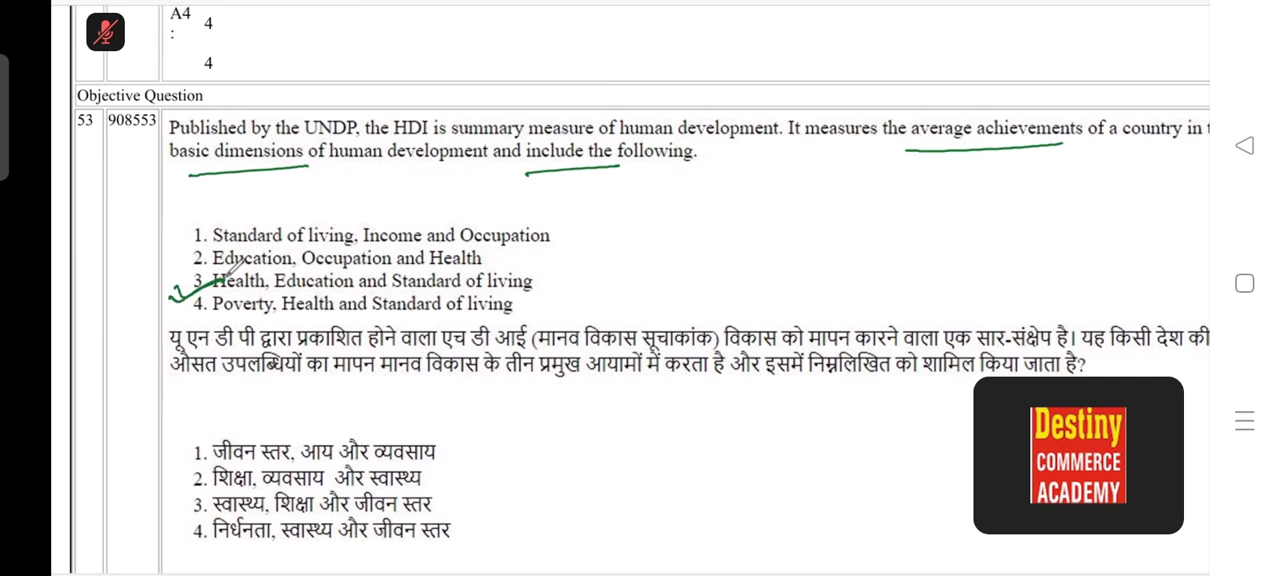 A4
:
4
4
Objective Question
53 908553 Published by the UNDP, the HDI is summary measure of human development. It measures the average achievements of a country in
basic dimensions of human development and include the following.
1. Standard of living, Income and Occupation
2. Education, Occupation and Health
3. Health, Education and Standard of living
4. Poverty, Health and Standard of living
यू एन डी पी द्वारा प्रकाशित होने वाला एच डी आई (मानव विकास सूचाकांक) विकास को मापन कारने वाला एक सार-संक्षेप है। यह किसी देश की
औसत उपलब्धियों का मापन मानव विकास के तीन प्रमुख आयामों में करता है और इसमें निम्नलिखित को शामिल किया जाता है?
1. जीवन स्तर, आय और व्यवसाय
2. शिक्षा, व्यवसाय और स्वास्थ्य
3. स्वास्थ्य, शिक्षा और जीवन स्तर
4. निर्धनता, स्वास्थ्य और जीवन स्तर
Destiny
COMMERCE
ACADEMY